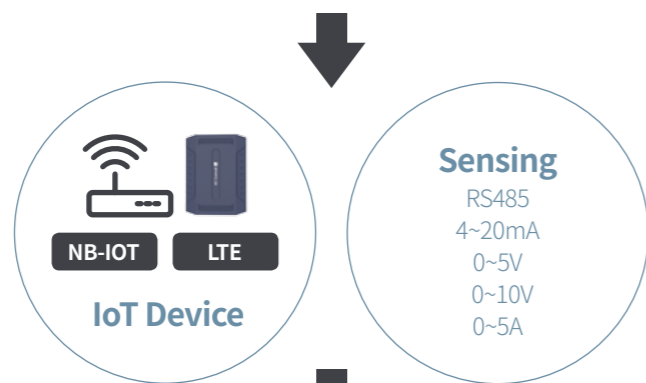 NB-IOT
LTE
IoT Device
Sensing
RS485
4~20mA
0~5V
0~10V
0~5A